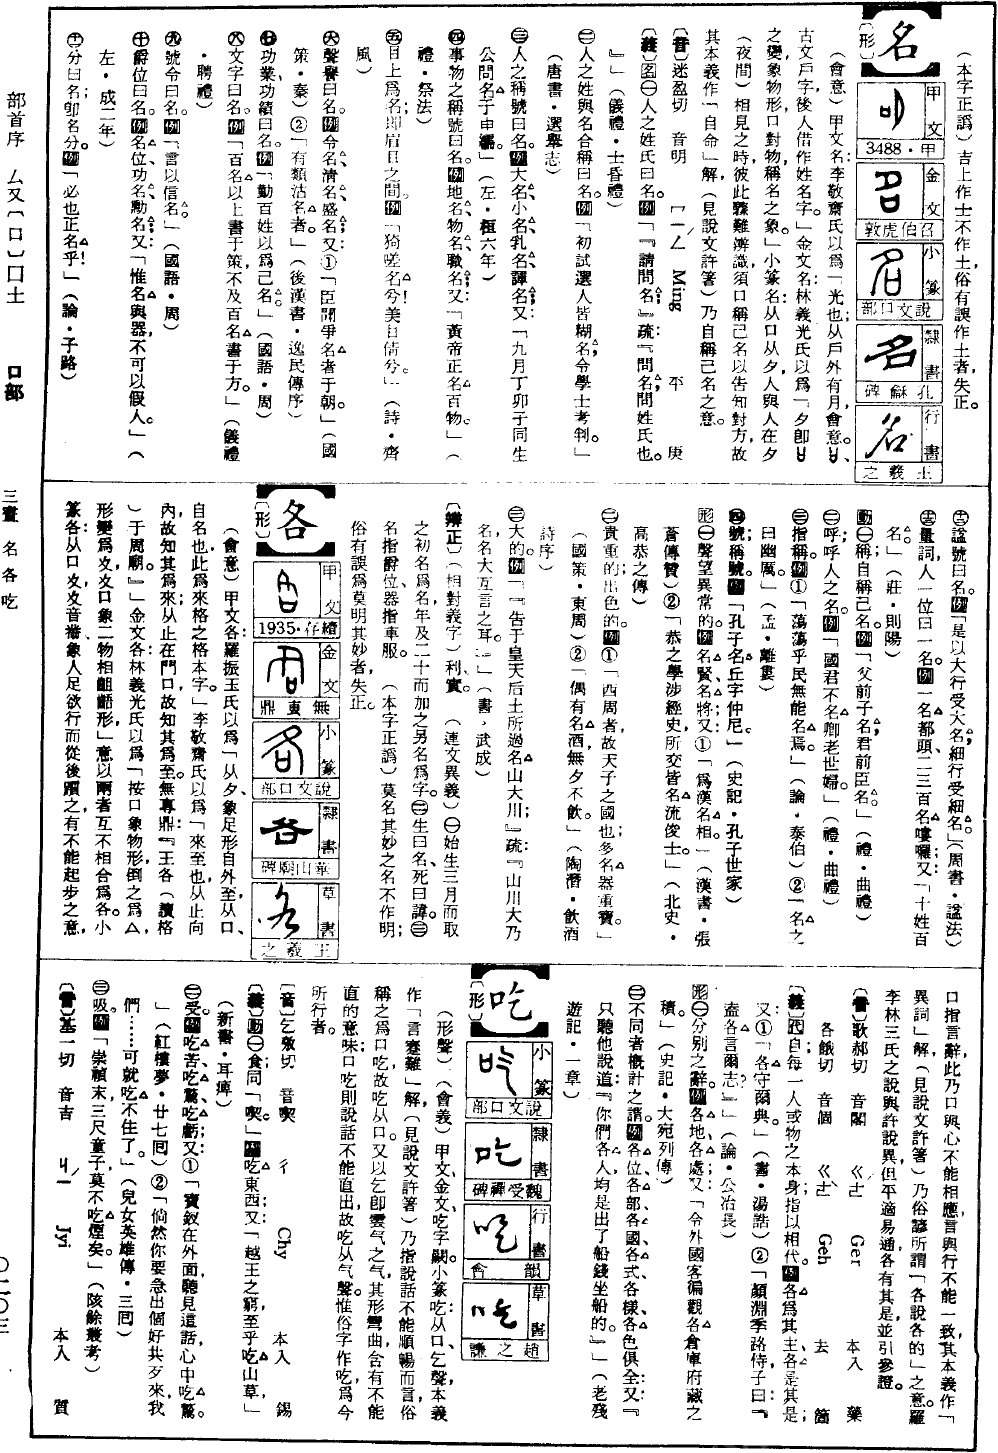 (本字正譌)吉上作士不作土，俗有誤作土者，失正。
名
〔形〕
甲文
3488·甲
金文
召伯虎敦
小篆
說文口部
隸書
孔龢碑
行書
王羲之
(會意)甲文名：李敬齋氏以爲「光也，从戶外有月，會意。
古文戶字，後人借作姓名字。」金文名：林義光氏以爲「夕卽
之變，象物形，口對物稱名之象。」小篆名：从口从夕，人與人在夕
(夜間)相見之時，彼此難辨識，須口稱己名以告知對方，故
其本義作「自命」解(見說文許箸)乃自稱己名之意。
〔音〕迷盈切 音明 ㄇㄧㄥˊ Ming 平 庚
〔義〕名㊀人之姓氏曰名。例「『請問名』疏『問名，問姓氏也。
』」(儀禮·士昏禮)
㊁人之姓與名合稱曰名。例「初試選人皆糊名，令學士考判。」
(唐書·選舉志)
㊂人之稱號曰名。例大名、小名、乳名、諱名；又：「九月丁卯子同生，
公問名于申繻。」(左·桓六年)
㊃事物之稱號曰名。例地名、物名、職名；又：「黃帝正名百物。」(
禮·祭法)
㊄目上爲名，卽眉目之間。例「猗嗟名兮！美目倩兮。」(詩·齊
風)
㊅聲譽曰名。例令名、清名、盛名；又：①「臣聞爭名者于朝。」(國
策·秦)②「有類沽名者。」(後漢書·逸民傳序)
㊆功業、功績曰名。例「勤百姓以爲己名。」(國語·周)
㊇文字曰名。例「百名以上書于策，不及百名書于方。」(儀禮
·聘禮)
㊈號令曰名。例「言以信名。」(國語·周)
㊉爵位曰名。例名位、功名、勳名；又：「惟名與器，不可以假人。」(
左·成二年)
分曰名；卽名分。例「必也正名乎！」(論·子路)
諡號曰名。例「是以大行受大名，細行受細名。」(周書·諡法)
量詞，人一位曰一名。例一名都頭、二三百名嘍囉；又：「十姓百
名。」(莊·則陽)
動㊀自稱己名。例「父前子名，君前臣名。」(禮·曲禮)
㊁呼，呼人之名。例「國君不名卿老世婦。」(禮·曲禮)
㊂指稱。例①「蕩蕩乎民無能名焉。」(論·泰伯)②「名之
曰幽厲。」(孟·離婁)
㊃號，稱號。例「孔子名丘字仲尼。」(史記·孔子世家)
形㊀聲望異常的。例名賢、名將；又：①「爲漢名相。」(漢書·張
蒼傳贊)②「恭之學涉經史，所交皆名流俊士。」(北史·
高恭之傳)
㊁貴重的，出色的。例①「西周者，故天子之國也；多名器重寶。」
(國策·東周)②「偶有名酒，無夕不飲。」(陶潛·飲酒
詩序)
㊂大的。例「『告于皇天后土所過名山大川』疏『山川大乃
名，名大互言之耳。』」(書·武成)
〔辨正〕(相對義字)利、實。 (連文異義)㊀始生三月而取
之初名爲名，年及二十而加之另名爲字。㊁生曰名，死曰諱。㊂
名指爵位，器指車服。 (本字正譌)莫名其妙之名不作明；
俗有誤爲莫明其妙者，失正。
各
〔形〕
甲文
1935·存續
金文
無叀鼎
小篆
說文口部
隸書
華山廟碑
草書
王羲之
(會意)甲文各：羅振玉氏以爲「从夊，象足形自外至，从口，
自名也，此爲來格之格本字。」李敬齋氏以爲「來至也，从止向
內，故知其爲來，从止在門口，故知其爲至。無專鼎：『王各(讀格
)于周廟。』」金文各：林義光氏以爲「按口象物形，倒之爲
形變爲夊，夊口象二物相齟齬形」，意以兩者互不相合爲各。小
篆各：从口夊，夊音黹，象人足欲行而從後躓之有不能起步之意，
口指言辭，此乃口與心不能相應，言與行不能一致，其本義作「
異詞」解(見說文許箸)乃俗諺所謂「各說各的」之意。羅
李林三氏之說與許說異，但平適易通，各有其是，並引參證。
〔音〕歌郝切 音閣 ㄍㄜˊ Ger 本入 藥
各餓切 音個 ㄍㄜˋ Geh 去 箇
〔義〕代自每一人或物之本身指以相代。例各爲其主、各是其是；
又：①「各守爾典。」(書·湯誥)②「顏淵季路侍，子曰：『
盍各言爾志？』」(論·公冶長)
形㊀分別之辭。例各地、各處；又：「令外國客徧觀各倉庫府藏之
積。」(史記·大宛列傳)
㊁不同者概計之謂。例各位、各部、各國、各式各樣、各色俱全；又：『
只聽他說道：『你們各人均是出了船錢坐船的。』」(老殘
遊記·一章)
吃
〔形〕
小篆
說文口部
隸書
魏受禪碑
行書
韻會
草書
趙之謙
(形聲)(會義)甲文、金文吃字闕。小篆吃：从口、乞聲，本義
作「言蹇難」解(見說文許箸)乃指說話不能順暢而言，俗
稱之爲口吃，故吃从口。又以乞卽雲气之气，其形彎曲，含有不能
直的意味，口吃則說話不能直出，故吃从气聲。惟俗字作吃，爲今
所行者。
〔音〕乞敫切 音喫 ㄔ Chy 本入 錫
〔義〕動㊀食，同「喫。」例吃東西；又：「越王之窮，至乎吃山草。」
(新書·耳痺)
㊁受。例吃苦、吃驚、吃虧；又：①「寶釵在外面聽見這話，心中吃驚。
」(紅樓夢·廿七囘)②「倘然你要急出個好共歹來，我
們……可就吃不住了。」(兒女英雄傳·三囘)
㊂吸。例「崇禎末三尺童子莫不吃煙矣。」(陔餘叢考)
〔音〕基一切 音吉 ㄐㄧˊ Jyi 本入 質
部首序 厶又〔口〕囗土 口部 三畫 名各吃 〇二〇三